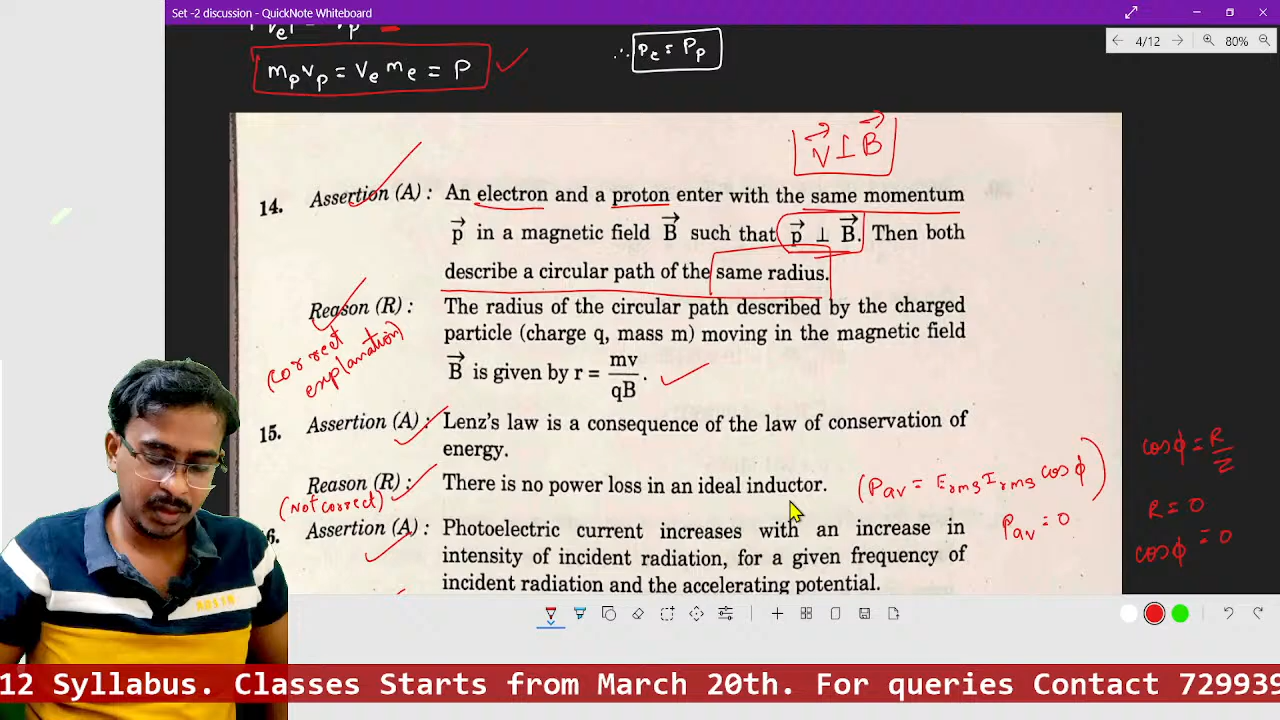 Set -2 discussion - QuickNote Whiteboard
4/12
80%
m_p v_p = v_e m_e = P
∴ P_e = P_p
V⃗ ⊥ B⃗
14. Assertion (A) : An electron and a proton enter with the same momentum
p⃗ in a magnetic field B⃗ such that p⃗ ⊥ B⃗. Then both
describe a circular path of the same radius.
Reason (R) : The radius of the circular path described by the charged
particle (charge q, mass m) moving in the magnetic field
B⃗ is given by r = mv/qB.
(correct
explanation)
15. Assertion (A) : Lenz's law is a consequence of the law of conservation of
energy.
Reason (R) : There is no power loss in an ideal inductor.
(Not correct)
(P_av = E_rms I_rms cos ϕ)
P_av = 0
cos ϕ = R/Z
R = 0
cos ϕ = 0
6. Assertion (A) : Photoelectric current increases with an increase in
intensity of incident radiation, for a given frequency of
incident radiation and the accelerating potential.
12 Syllabus. Classes Starts from March 20th. For queries Contact 729939